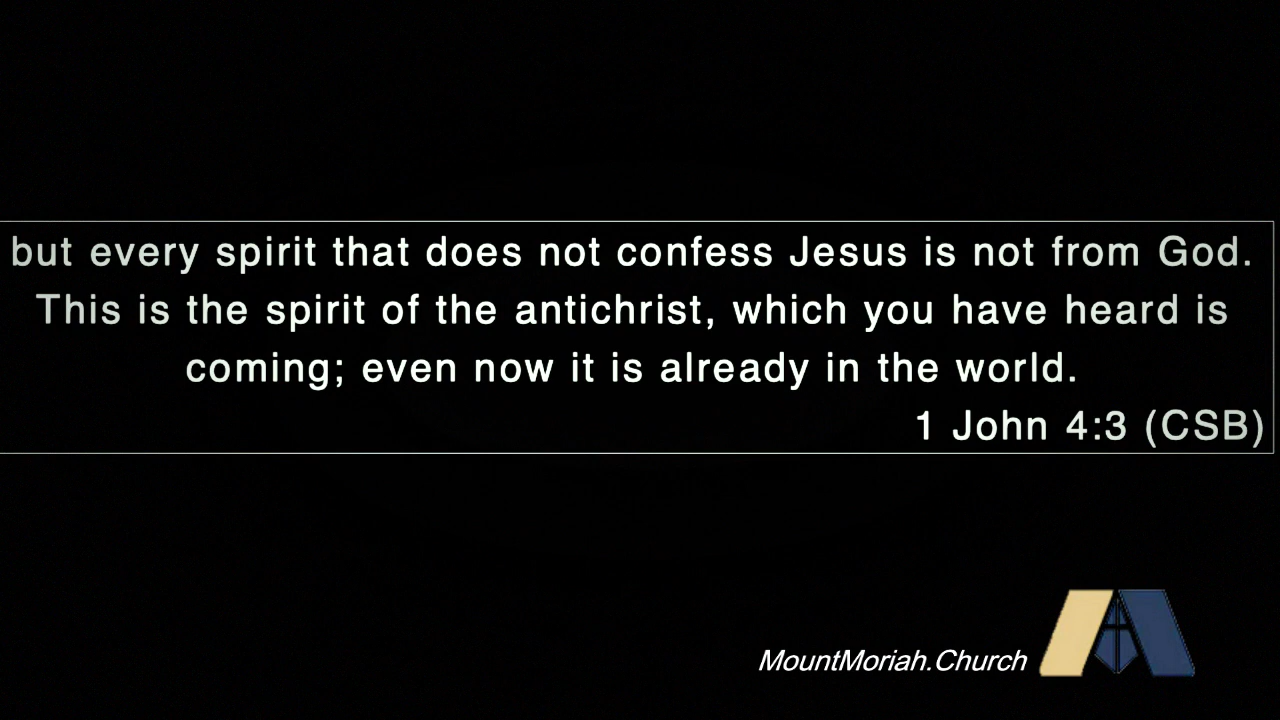 but every spirit that does not confess Jesus is not from God.
This is the spirit of the antichrist, which you have heard is
coming; even now it is already in the world.
1 John 4:3 (CSB)
MountMoriah.Church